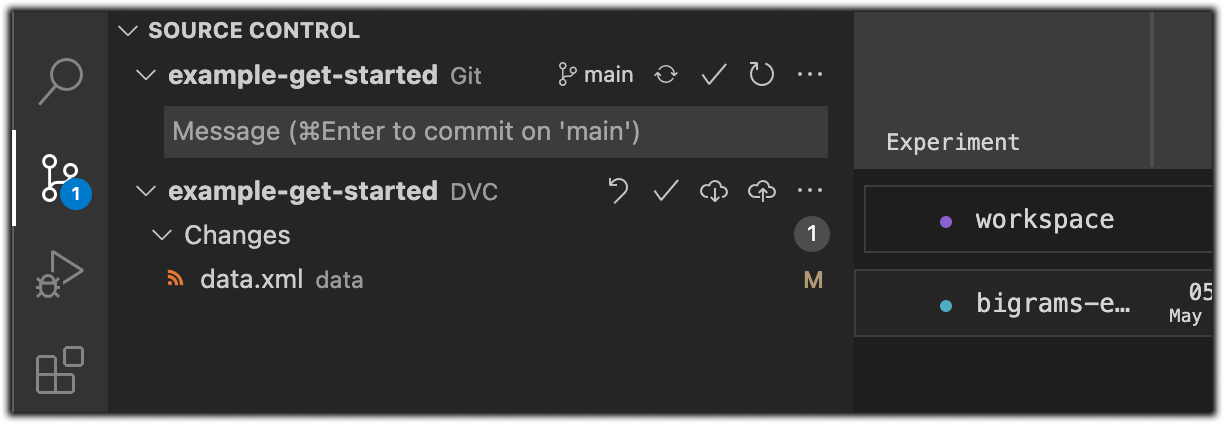 SOURCE CONTROL
example-get-started Git main
Message (⌘Enter to commit on 'main')
1
example-get-started DVC
Changes 1
data.xml data M
Experiment
workspace
bigrams-e…
05
May